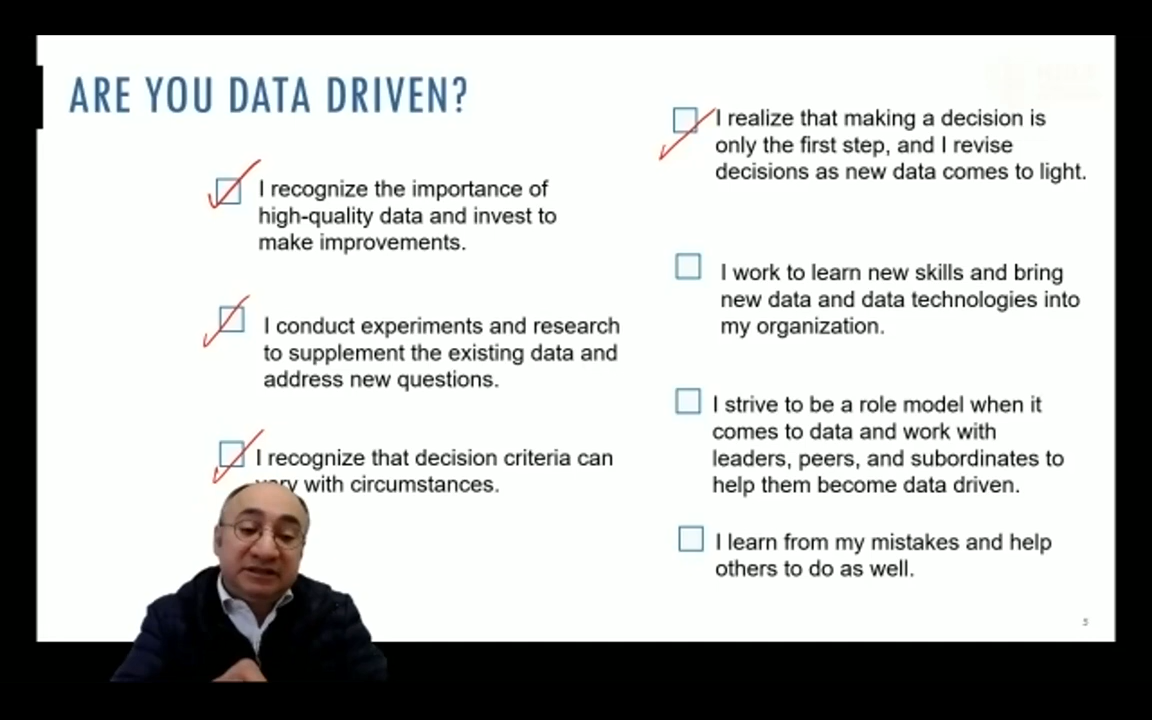 ARE YOU DATA DRIVEN?
I recognize the importance of
high-quality data and invest to
make improvements.
I conduct experiments and research
to supplement the existing data and
address new questions.
I recognize that decision criteria can
vary with circumstances.
I realize that making a decision is
only the first step, and I revise
decisions as new data comes to light.
I work to learn new skills and bring
new data and data technologies into
my organization.
I strive to be a role model when it
comes to data and work with
leaders, peers, and subordinates to
help them become data driven.
I learn from my mistakes and help
others to do as well.
5